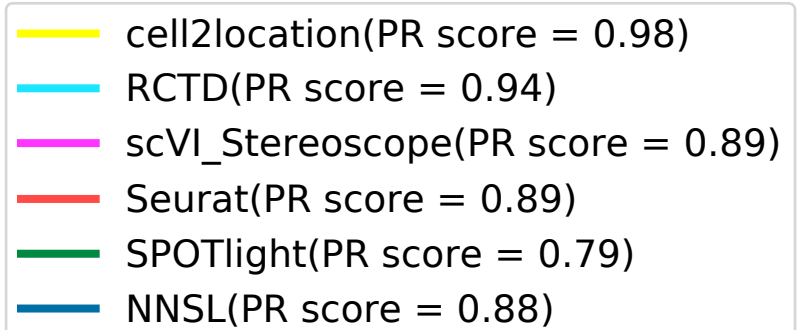 cell2location(PR score = 0.98)
RCTD(PR score = 0.94)
scVI_Stereoscope(PR score = 0.89)
Seurat(PR score = 0.89)
SPOTlight(PR score = 0.79)
NNSL(PR score = 0.88)